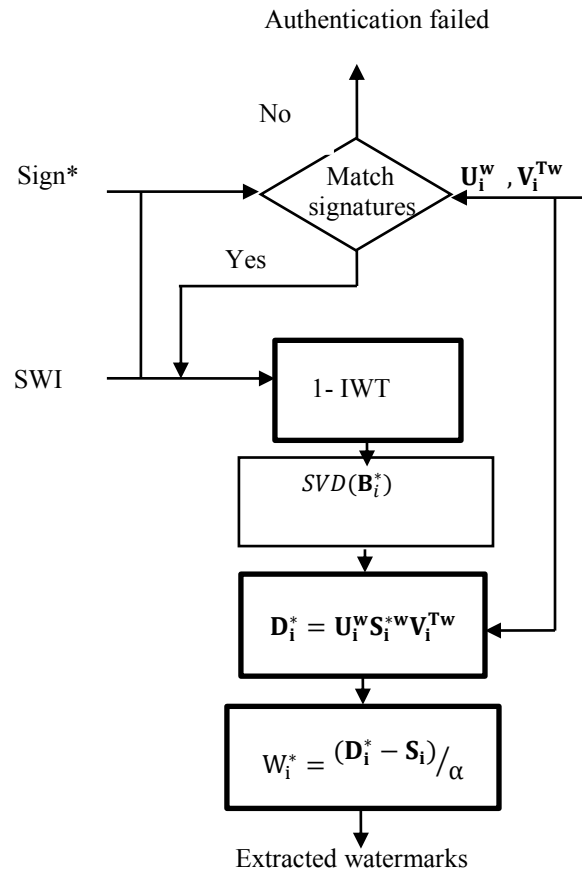 Authentication failed
No
Sign*
Match
signatures
U_i^w , V_i^{Tw}
Yes
SWI
1- IWT
SVD(B_i^*)
D_i^* = U_i^w S_i^{*w} V_i^{Tw}
W_i^* = (D_i^* − S_i)/α
Extracted watermarks